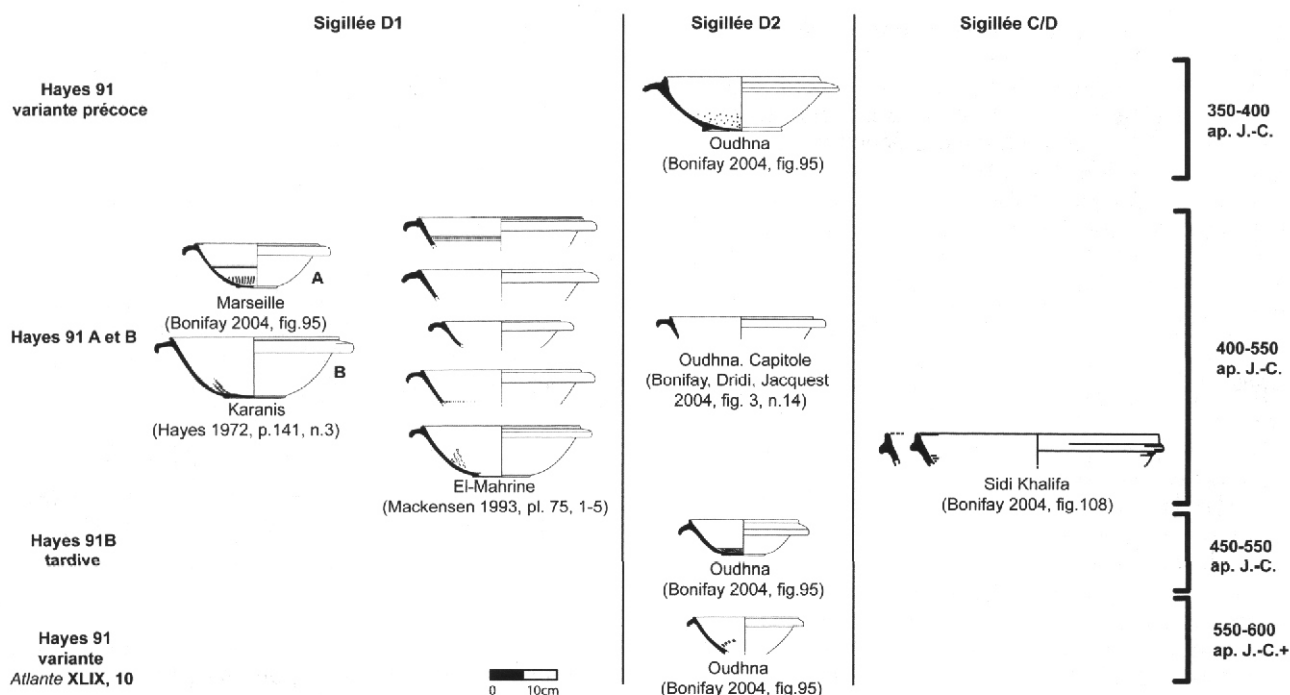 Sigillée D1
Sigillée D2
Sigillée C/D
Hayes 91
variante précoce
Oudhna
(Bonifay 2004, fig.95)
350-400
ap. J.-C.
Hayes 91 A et B
A
Marseille
(Bonifay 2004, fig.95)
B
Karanis
(Hayes 1972, p.141, n.3)
El-Mahrine
(Mackensen 1993, pl. 75, 1-5)
Oudhna. Capitole
(Bonifay, Dridi, Jacquest
2004, fig. 3, n.14)
Sidi Khalifa
(Bonifay 2004, fig.108)
400-550
ap. J.-C.
Hayes 91B
tardive
Oudhna
(Bonifay 2004, fig.95)
450-550
ap. J.-C.
Hayes 91
variante
Atlante XLIX, 10
Oudhna
(Bonifay 2004, fig.95)
550-600
ap. J.-C.+
0 10cm